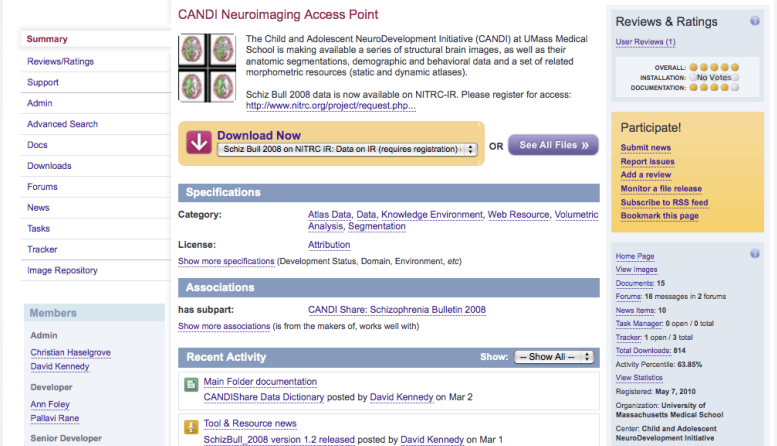 CANDI Neuroimaging Access Point
Summary
Reviews/Ratings
Support
Admin
Advanced Search
Docs
Downloads
Forums
News
Tasks
Tracker
Image Repository
Members
Admin
Christian Haselgrove
David Kennedy
Developer
Ann Foley
Pallavi Rane
Senior Developer
The Child and Adolescent NeuroDevelopment Initiative (CANDI) at UMass Medical
School is making available a series of structural brain images, as well as their
anatomic segmentations, demographic and behavioral data and a set of related
morphometric resources (static and dynamic atlases).
Schiz Bull 2008 data is now available on NITRC-IR. Please register for access:
http://www.nitrc.org/project/request.php...
Download Now
Schiz Bull 2008 on NITRC IR: Data on IR (requires registration)
OR
See All Files »
Specifications
Category: Atlas Data, Data, Knowledge Environment, Web Resource, Volumetric
Analysis, Segmentation
License: Attribution
Show more specifications (Development Status, Domain, Environment, etc)
Associations
has subpart: CANDI Share: Schizophrenia Bulletin 2008
Show more associations (is from the makers of, works well with)
Recent Activity
Show: -- Show All --
Main Folder documentation
CANDIShare Data Dictionary posted by David Kennedy on Mar 2
Tool & Resource news
SchizBull_2008 version 1.2 released posted by David Kennedy on Mar 1
Reviews & Ratings
User Reviews (1)
OVERALL:
INSTALLATION: No Votes
DOCUMENTATION:
Participate!
Submit news
Report issues
Add a review
Monitor a file release
Subscribe to RSS feed
Bookmark this page
Home Page
View Images
Documents: 15
Forums: 18 messages in 2 forums
News Items: 10
Task Manager: 0 open / 0 total
Tracker: 1 open / 3 total
Total Downloads: 814
Activity Percentile: 63.85%
View Statistics
Registered: May 7, 2010
Organization: University of
Massachusetts Medical School
Center: Child and Adolescent
NeuroDevelopment Initiative